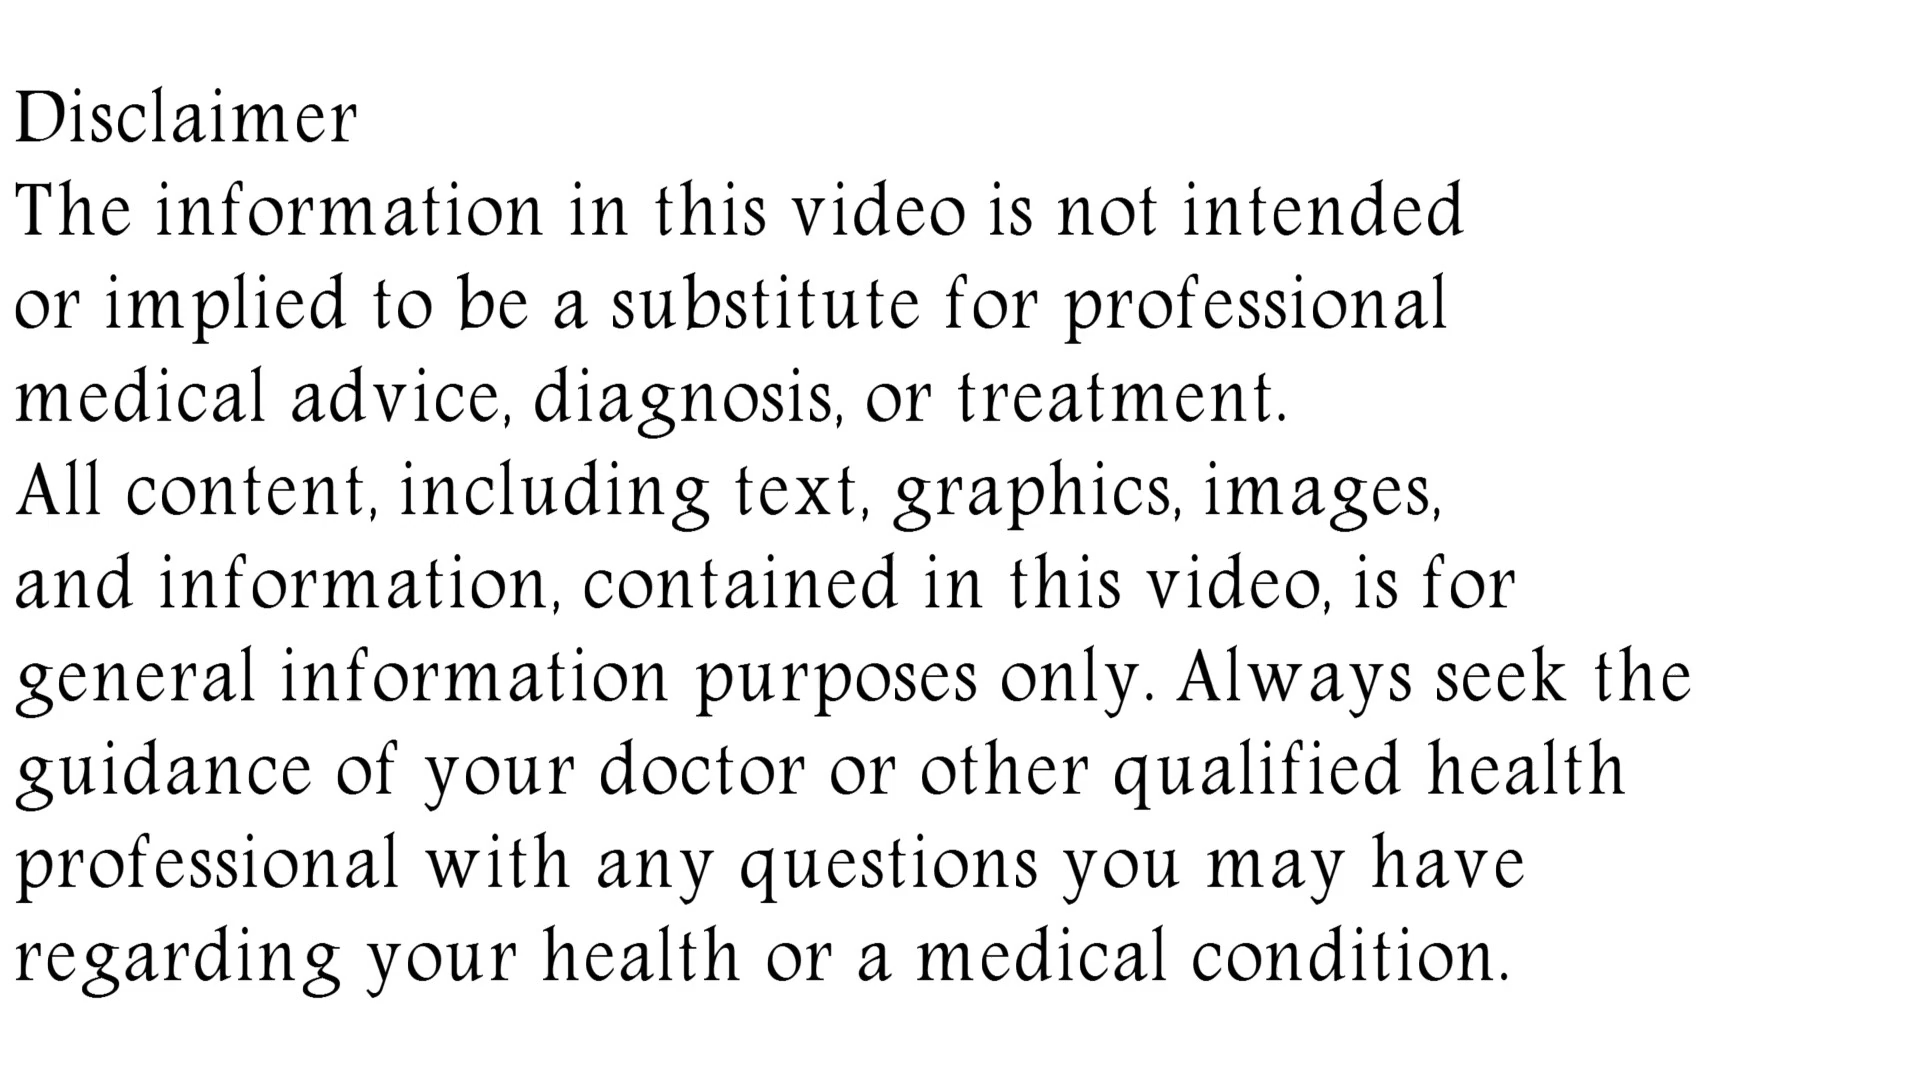 Disclaimer
The information in this video is not intended
or implied to be a substitute for professional
medical advice, diagnosis, or treatment.
All content, including text, graphics, images,
and information, contained in this video, is for
general information purposes only. Always seek the
guidance of your doctor or other qualified health
professional with any questions you may have
regarding your health or a medical condition.